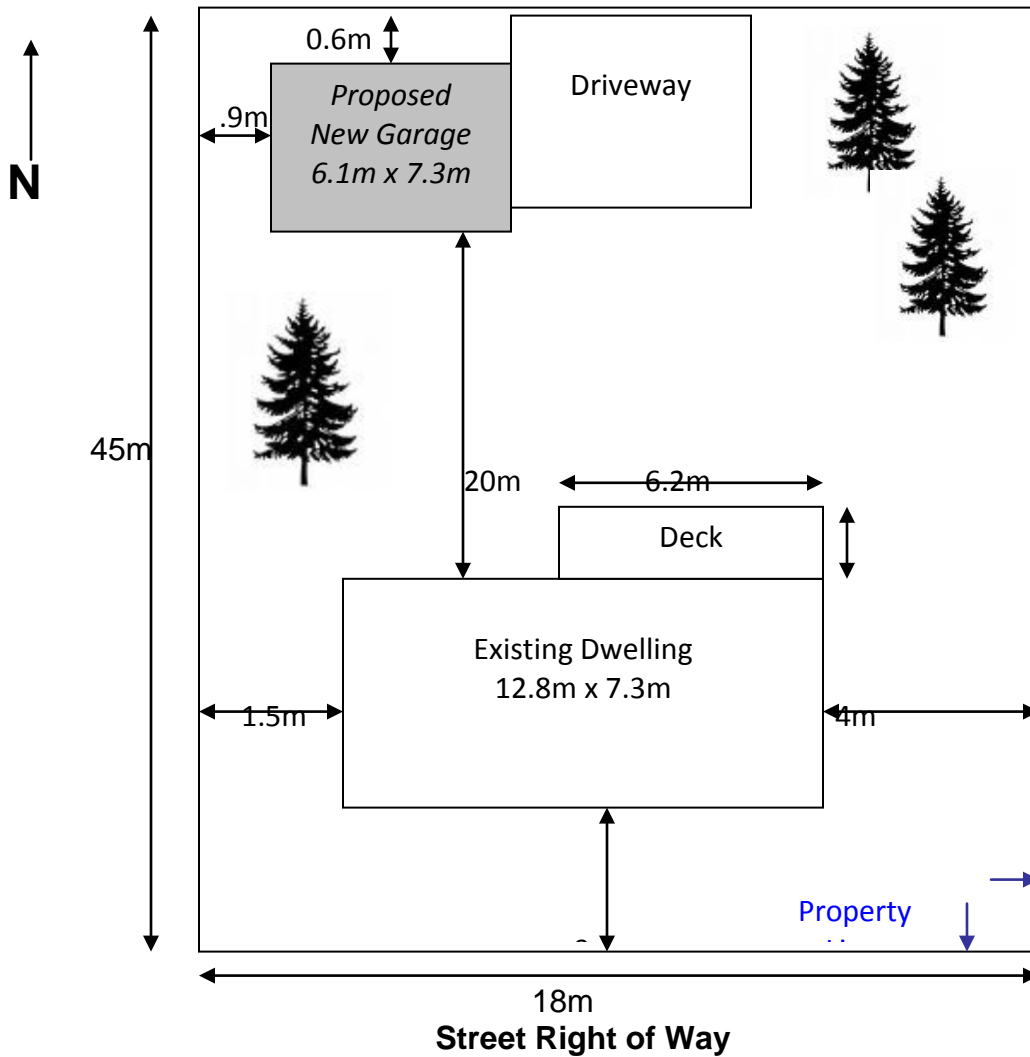 0.6m
Proposed
New Garage
6.1m x 7.3m
Driveway
.9m
N
45m
20m
6.2m
Deck
Existing Dwelling
12.8m x 7.3m
1.5m
4m
Property
18m
Street Right of Way